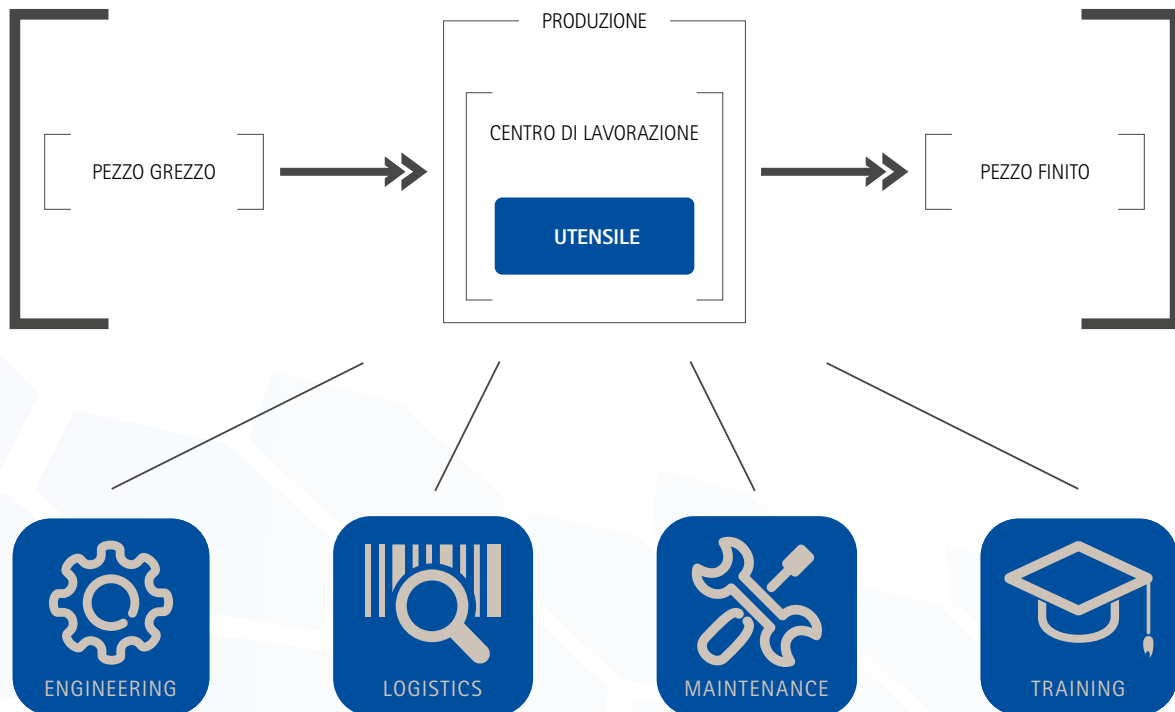 PRODUZIONE
CENTRO DI LAVORAZIONE
PEZZO GREZZO
PEZZO FINITO
UTENSILE
ENGINEERING
LOGISTICS
MAINTENANCE
TRAINING